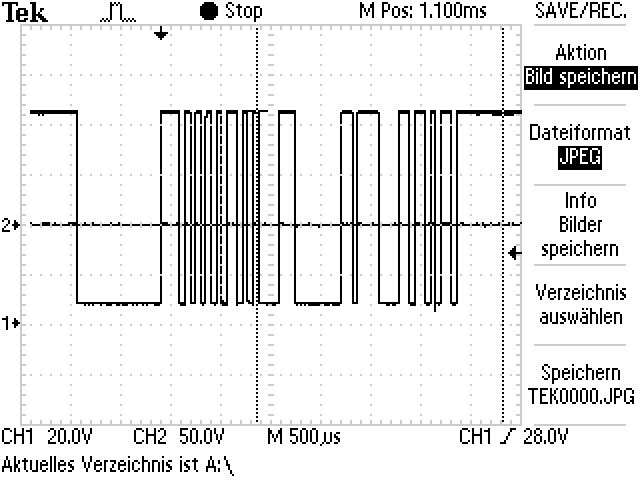 Tek Stop M Pos: 1.100ms SAVE/REC.
Aktion
Bild speichern
Dateiformat
JPEG
Info
Bilder
speichern
Verzeichnis
auswählen
Speichern
TEK0000.JPG
2
1
CH1 20.0V CH2 50.0V M 500µs CH1 28.0V
Aktuelles Verzeichnis ist A:\